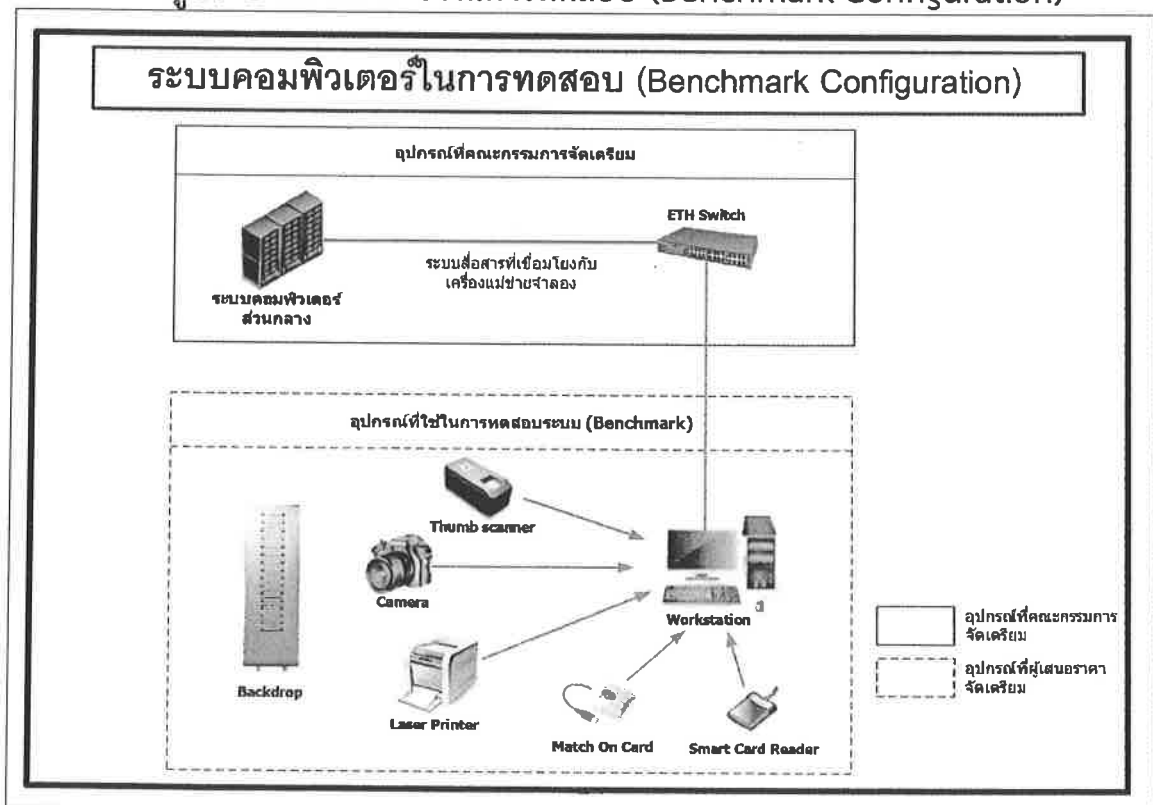 (Benchmark Configuration)
ระบบคอมพิวเตอร์ในการทดสอบ (Benchmark Configuration)
อุปกรณ์ที่คณะกรรมการจัดเตรียม
ETH Switch
ระบบสื่อสารที่เชื่อมโยงกับ
เครื่องแม่ข่ายจำลอง
ระบบคอมพิวเตอร์
ส่วนกลาง
อุปกรณ์ที่ใช้ในการทดสอบระบบ (Benchmark)
Thumb scanner
Camera
Workstation
Backdrop
Laser Printer
Match On Card
Smart Card Reader
อุปกรณ์ที่คณะกรรมการ
จัดเตรียม
อุปกรณ์ที่ผู้เสนอราคา
จัดเตรียม